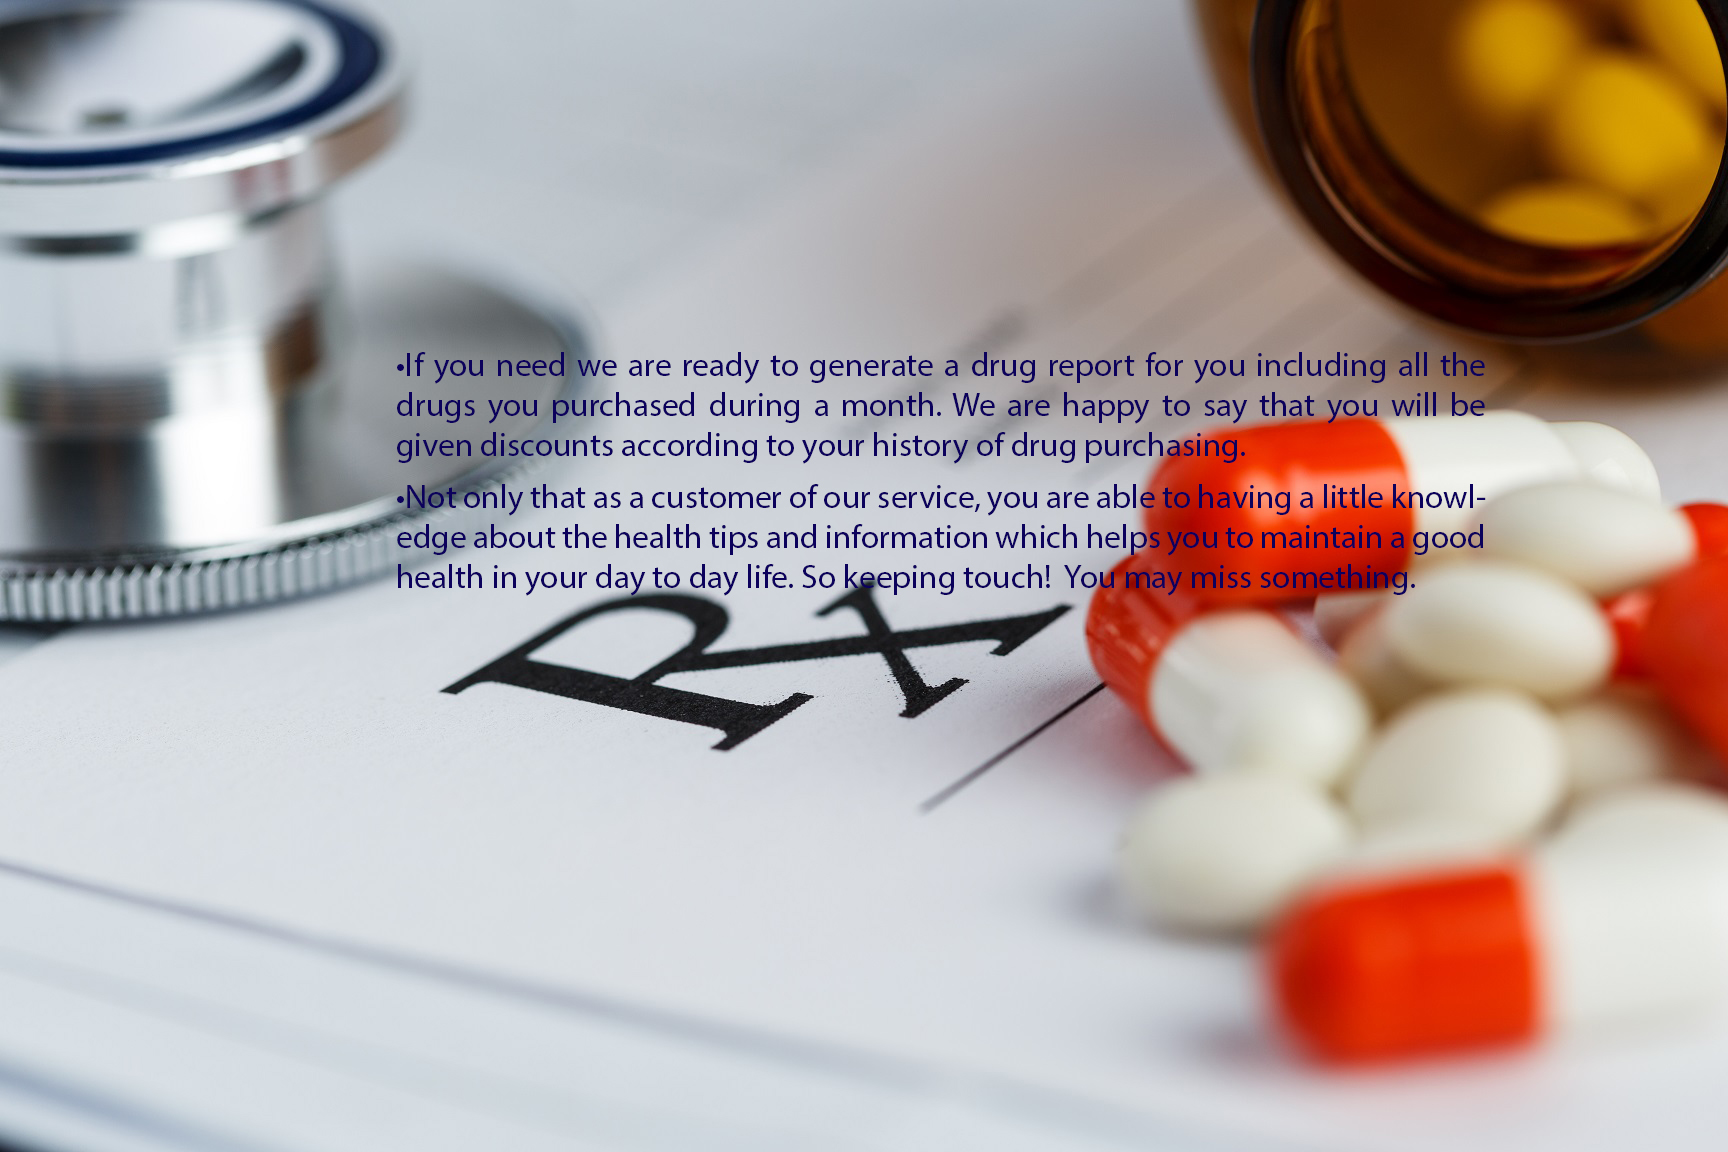 •If you need we are ready to generate a drug report for you including all the
drugs you purchased during a month. We are happy to say that you will be
given discounts according to your history of drug purchasing.
•Not only that as a customer of our service, you are able to having a little knowl-
edge about the health tips and information which helps you to maintain a good
health in your day to day life. So keeping touch! You may miss something.
Rx